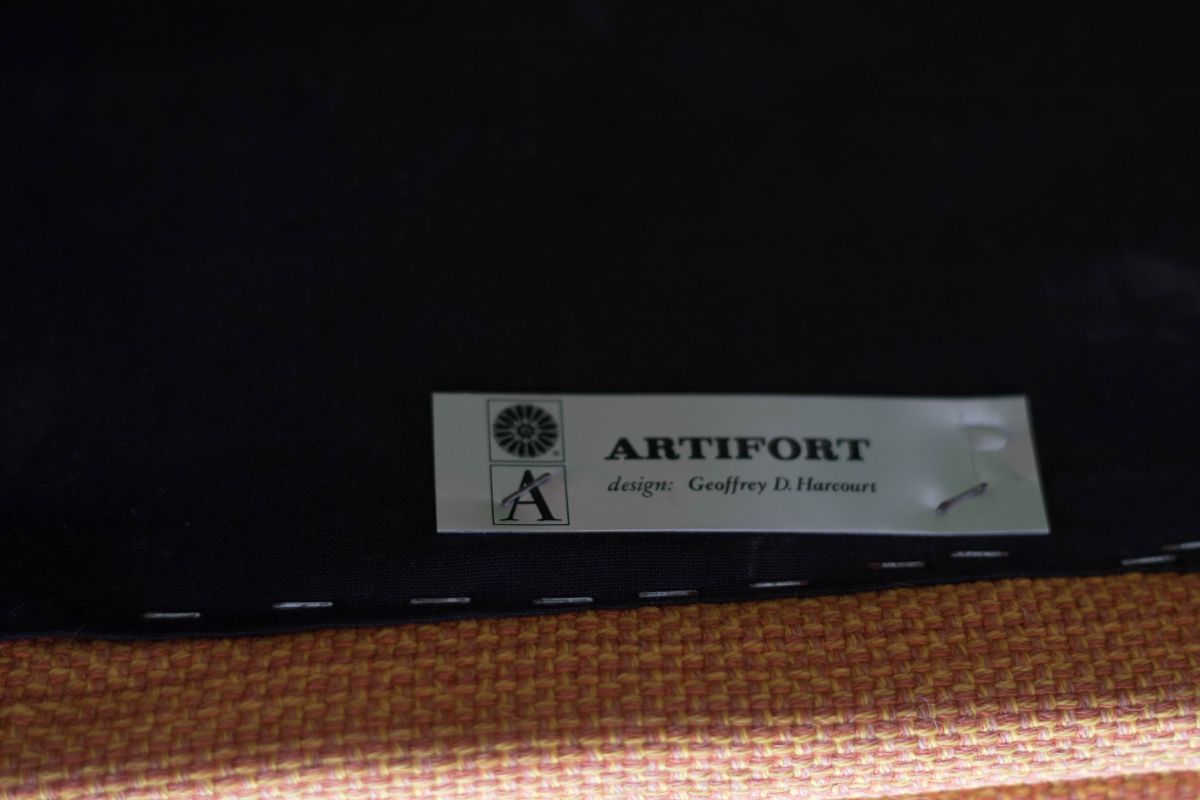 ARTIFORT
A
design: Geoffrey D. Harcourt